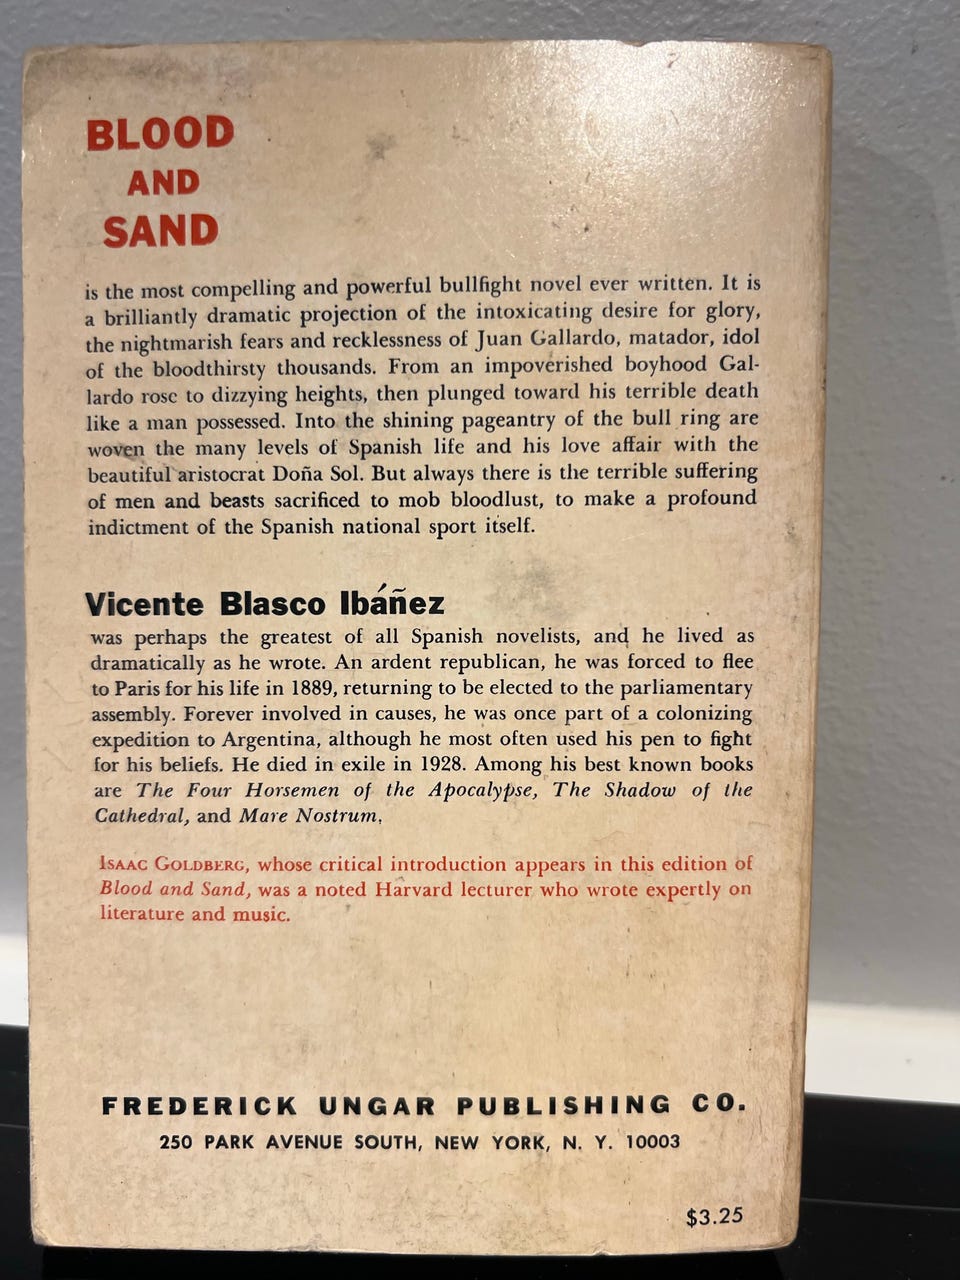 BLOOD
AND
SAND
is the most compelling and powerful bullfight novel ever written. It is
a brilliantly dramatic projection of the intoxicating desire for glory,
the nightmarish fears and recklessness of Juan Gallardo, matador, idol
of the bloodthirsty thousands. From an impoverished boyhood Gal-
lardo rose to dizzying heights, then plunged toward his terrible death
like a man possessed. Into the shining pageantry of the bull ring are
woven the many levels of Spanish life and his love affair with the
beautiful aristocrat Doña Sol. But always there is the terrible suffering
of men and beasts sacrificed to mob bloodlust, to make a profound
indictment of the Spanish national sport itself.
Vicente Blasco Ibáñez
was perhaps the greatest of all Spanish novelists, and he lived as
dramatically as he wrote. An ardent republican, he was forced to flee
to Paris for his life in 1889, returning to be elected to the parliamentary
assembly. Forever involved in causes, he was once part of a colonizing
expedition to Argentina, although he most often used his pen to fight
for his beliefs. He died in exile in 1928. Among his best known books
are The Four Horsemen of the Apocalypse, The Shadow of the
Cathedral, and Mare Nostrum.
ISAAC GOLDBERG, whose critical introduction appears in this edition of
Blood and Sand, was a noted Harvard lecturer who wrote expertly on
literature and music.
FREDERICK UNGAR PUBLISHING CO.
250 PARK AVENUE SOUTH, NEW YORK, N. Y. 10003
$3.25